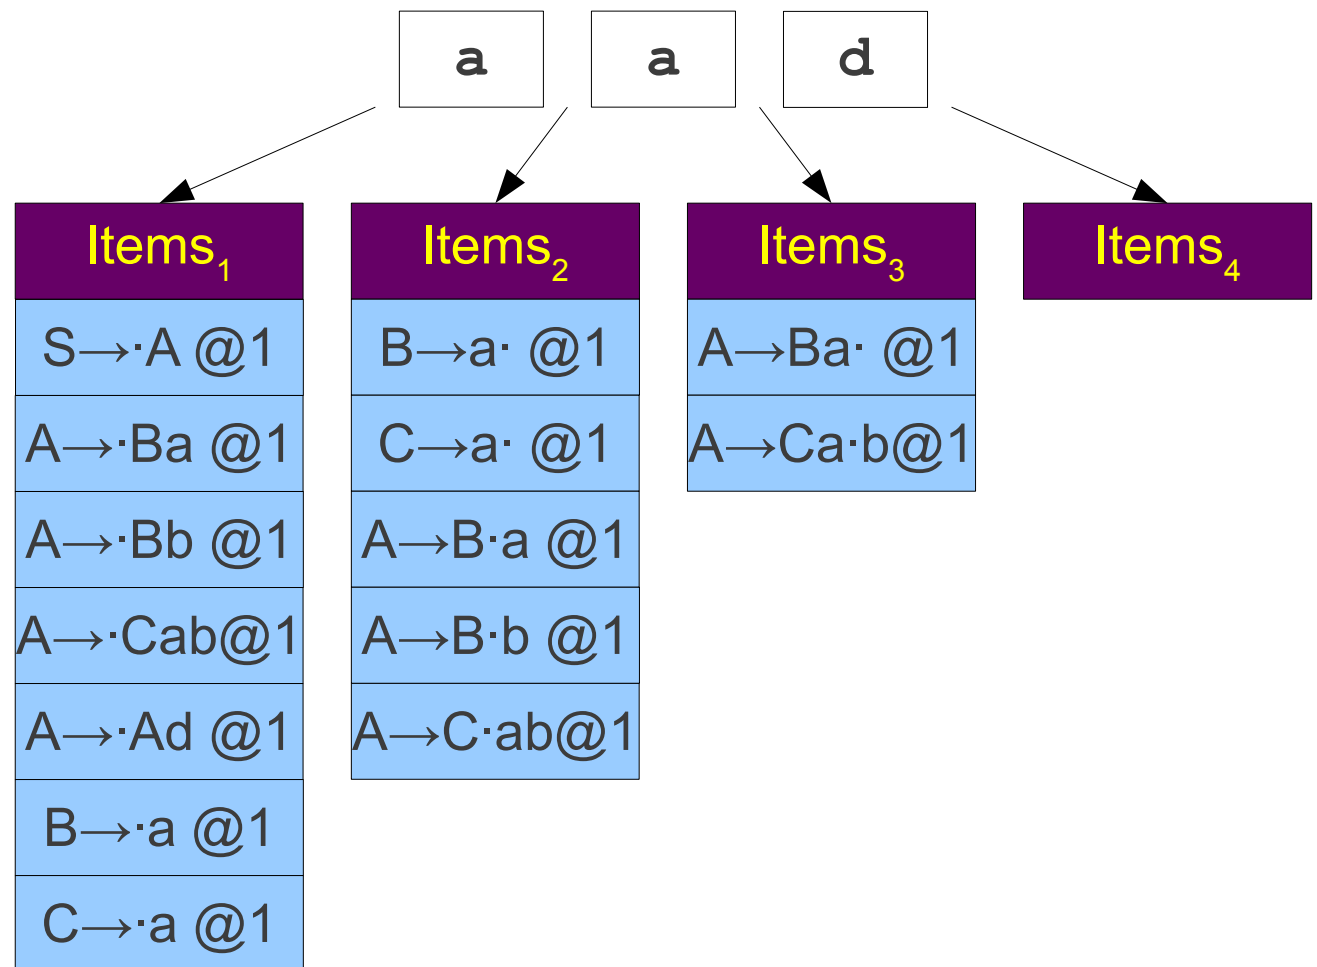 a a d
Items₁ Items₂ Items₃ Items₄
S→·A @1 B→a· @1 A→Ba· @1
A→·Ba @1 C→a· @1 A→Ca·b@1
A→·Bb @1 A→B·a @1
A→·Cab@1 A→B·b @1
A→·Ad @1 A→C·ab@1
B→·a @1
C→·a @1